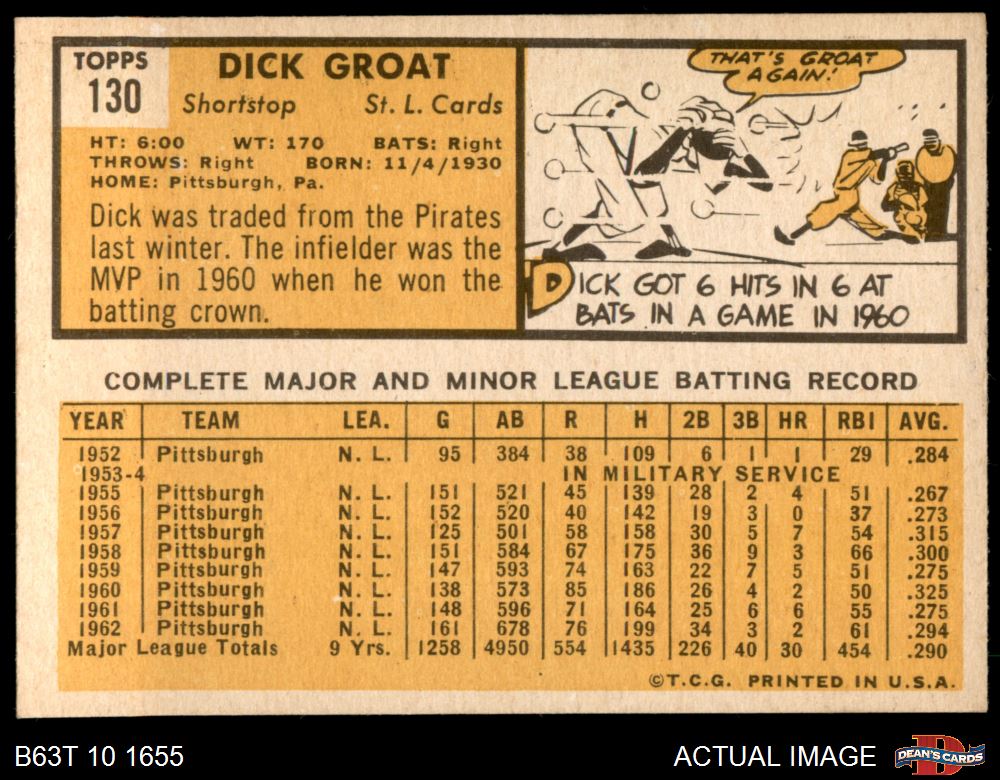 TOPPS
130
DICK GROAT
Shortstop St. L. Cards
HT: 6:00 WT: 170 BATS: Right
THROWS: Right BORN: 11/4/1930
HOME: Pittsburgh, Pa.
Dick was traded from the Pirates
last winter. The infielder was the
MVP in 1960 when he won the
batting crown.
THAT'S GROAT
AGAIN!
DICK GOT 6 HITS IN 6 AT
BATS IN A GAME IN 1960
COMPLETE MAJOR AND MINOR LEAGUE BATTING RECORD
YEAR TEAM LEA. G AB R H 2B 3B HR RBI AVG.
1952 Pittsburgh N. L. 95 384 38 109 6 1 1 29 .284
1953-4 IN MILITARY SERVICE
1955 Pittsburgh N. L. 151 521 45 139 28 2 4 51 .267
1956 Pittsburgh N. L. 152 520 40 142 19 3 0 37 .273
1957 Pittsburgh N. L. 125 501 58 158 30 5 7 54 .315
1958 Pittsburgh N. L. 151 584 67 175 36 9 3 66 .300
1959 Pittsburgh N. L. 147 593 74 163 22 7 5 51 .275
1960 Pittsburgh N. L. 138 573 85 186 26 4 2 50 .325
1961 Pittsburgh N. L. 148 596 71 164 25 6 6 55 .275
1962 Pittsburgh N. L. 161 678 76 199 34 3 2 61 .294
Major League Totals 9 Yrs. 1258 4950 554 1435 226 40 30 454 .290
©T.C.G. PRINTED IN U.S.A.
B63T 10 1655 ACTUAL IMAGE
D
DEAN'S CARDS